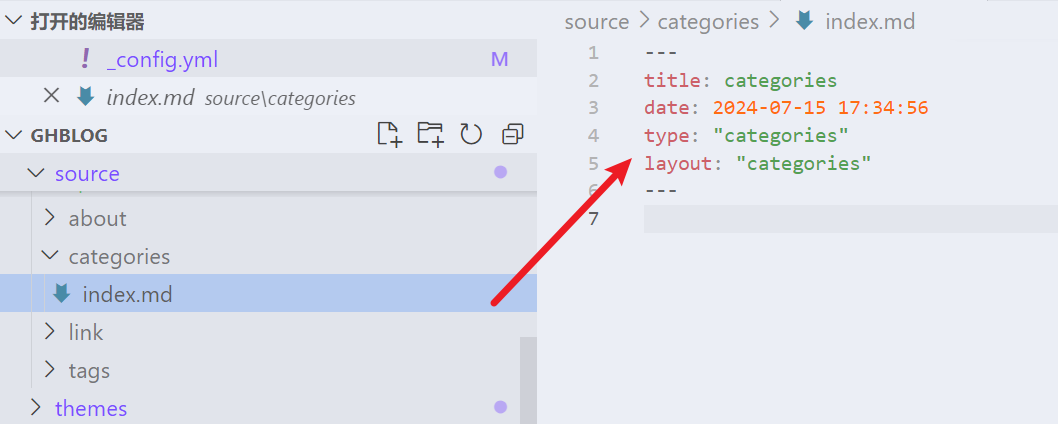 打开的编辑器
! _config.yml M
index.md source\categories
GHBLOG
source
about
categories
index.md
link
tags
themes
source > categories > index.md
1 ---
2 title: categories
3 date: 2024-07-15 17:34:56
4 type: "categories"
5 layout: "categories"
6 ---
7